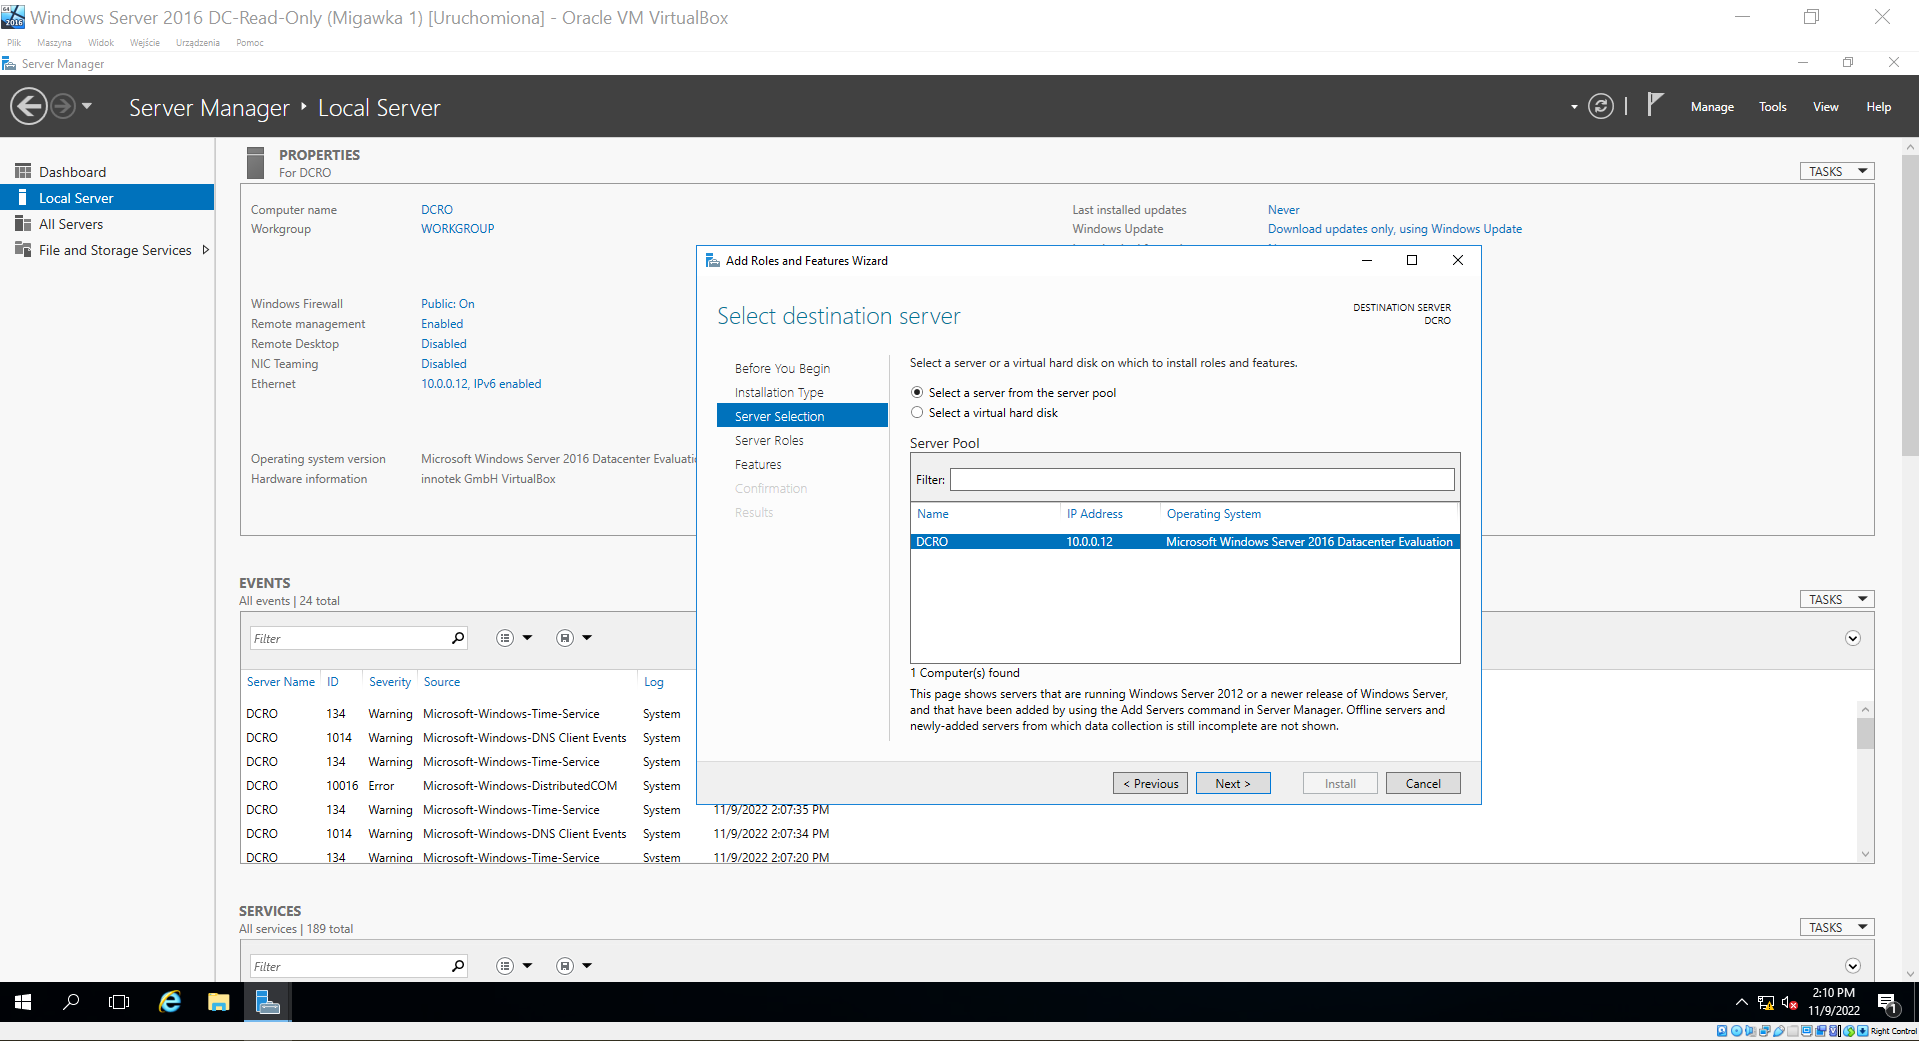 Windows Server 2016 DC-Read-Only (Migawka 1) [Uruchomiona] - Oracle VM VirtualBox
Plik Maszyna Widok Wejście Urządzenia Pomoc
Server Manager
Server Manager Local Server
Manage Tools View Help
Dashboard
Local Server
All Servers
File and Storage Services
PROPERTIES
For DCRO
TASKS
Computer name DCRO
Workgroup WORKGROUP
Last installed updates Never
Windows Update Download updates only, using Windows Update
Windows Firewall Public: On
Remote management Enabled
Remote Desktop Disabled
NIC Teaming Disabled
Ethernet 10.0.0.12, IPv6 enabled
Operating system version Microsoft Windows Server 2016 Datacenter
Hardware information innotek GmbH VirtualBox
Add Roles and Features Wizard
Select destination server
DESTINATION SERVER
DCRO
Before You Begin
Installation Type
Server Selection
Server Roles
Features
Confirmation
Results
Select a server or a virtual hard disk on which to install roles and features.
Select a server from the server pool
Select a virtual hard disk
Server Pool
Filter:
Name IP Address Operating System
DCRO 10.0.0.12 Microsoft Windows Server 2016 Datacenter Evaluation
1 Computer(s) found
This page shows servers that are running Windows Server 2012 or a newer release of Windows Server,
and that have been added by using the Add Servers command in Server Manager. Offline servers and
newly-added servers from which data collection is still incomplete are not shown.
< Previous Next > Install Cancel
EVENTS
All events | 24 total
TASKS
Filter
Server Name ID Severity Source Log
DCRO 134 Warning Microsoft-Windows-Time-Service System
DCRO 1014 Warning Microsoft-Windows-DNS Client Events System
DCRO 134 Warning Microsoft-Windows-Time-Service System
DCRO 10016 Error Microsoft-Windows-DistributedCOM System
DCRO 134 Warning Microsoft-Windows-Time-Service System 11/9/2022 2:07:35 PM
DCRO 1014 Warning Microsoft-Windows-DNS Client Events System 11/9/2022 2:07:34 PM
DCRO 134 Warning Microsoft-Windows-Time-Service System 11/9/2022 2:07:20 PM
SERVICES
All services | 189 total
TASKS
Filter
2:10 PM
11/9/2022
1
Right Control